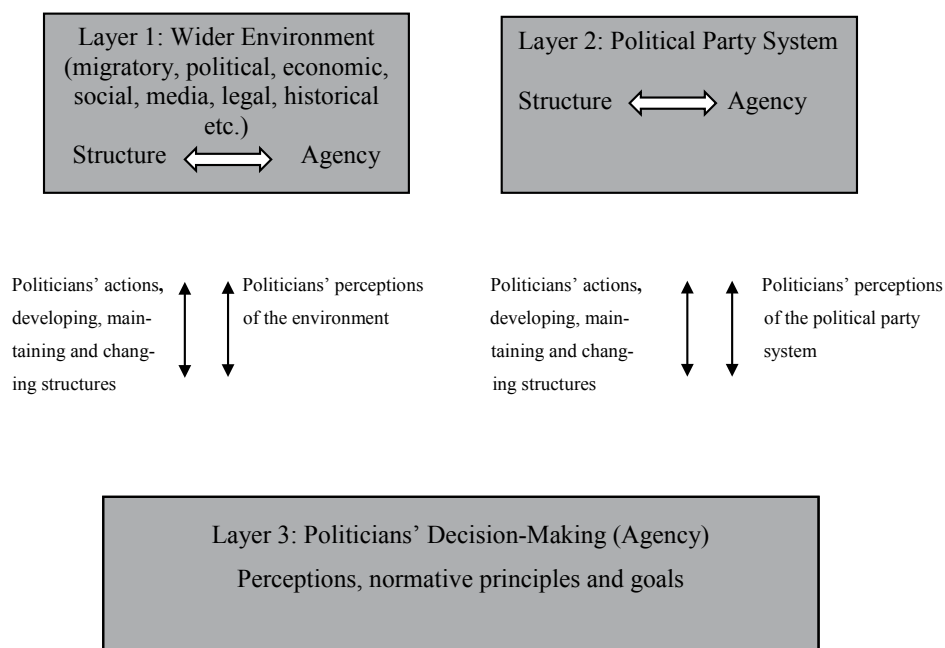 Layer 1: Wider Environment
(migratory, political, economic,
social, media, legal, historical
etc.)
Structure Agency
Layer 2: Political Party System
Structure Agency
Politicians’ actions,
developing, main-
taining and chang-
ing structures
Politicians’ perceptions
of the environment
Politicians’ actions,
developing, main-
taining and chang-
ing structures
Politicians’ perceptions
of the political party
system
Layer 3: Politicians’ Decision-Making (Agency)
Perceptions, normative principles and goals